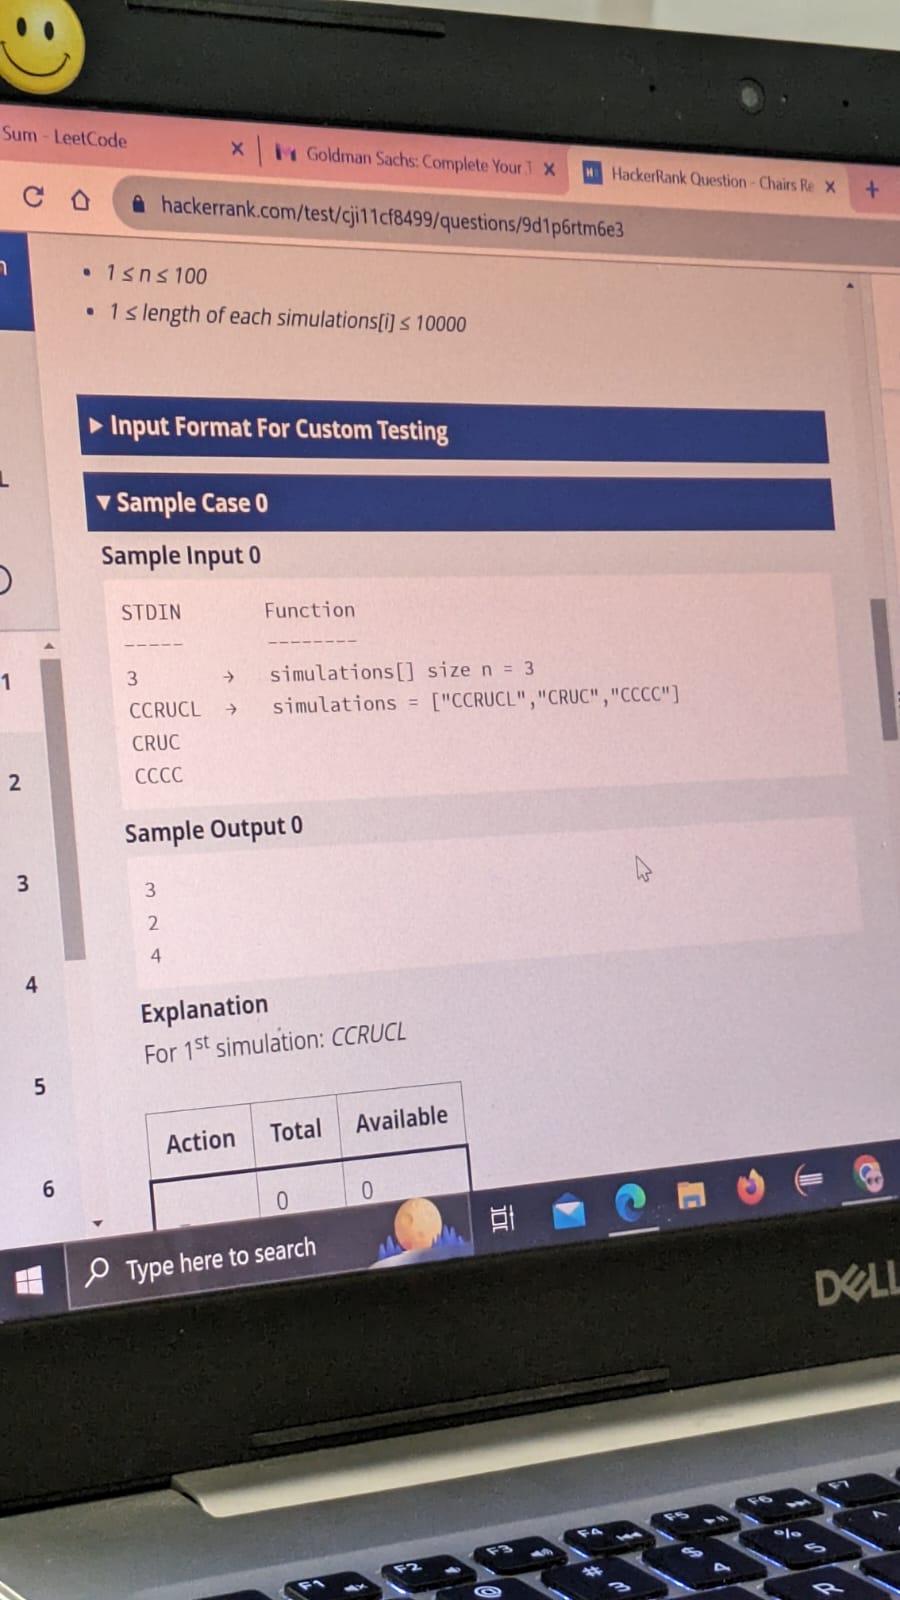 Sum - LeetCode
Goldman Sachs: Complete Your
HackerRank Question - Chairs Re
hackerrank.com/test/cji11cf8499/questions/9d1p6rtm6e3
• 1 ≤ n ≤ 100
• 1 ≤ length of each simulations[i] ≤ 10000
▶ Input Format For Custom Testing
▼ Sample Case 0
Sample Input 0
STDIN Function
----- --------
3 → simulations[] size n = 3
CCRUCL → simulations = ["CCRUCL","CRUC","CCCC"]
CRUC
CCCC
Sample Output 0
3
2
4
Explanation
For 1st simulation: CCRUCL
Action Total Available
0 0
1
2
3
4
5
6
Type here to search
DELL
F1 F2 F3 F4 F5 F6 F7
# 3 $ 4 % 5 ^
R